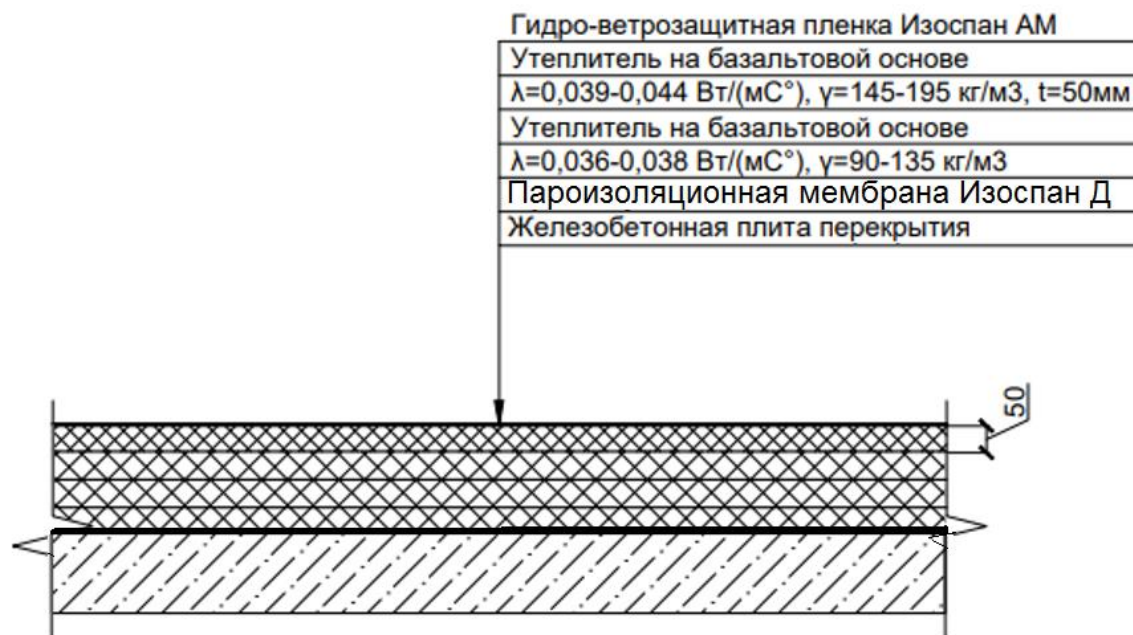 Гидро-ветрозащитная пленка Изоспан АМ
Утеплитель на базальтовой основе
λ=0,039-0,044 Вт/(мС°), γ=145-195 кг/м3, t=50мм
Утеплитель на базальтовой основе
λ=0,036-0,038 Вт/(мС°), γ=90-135 кг/м3
Пароизоляционная мембрана Изоспан Д
Железобетонная плита перекрытия
50